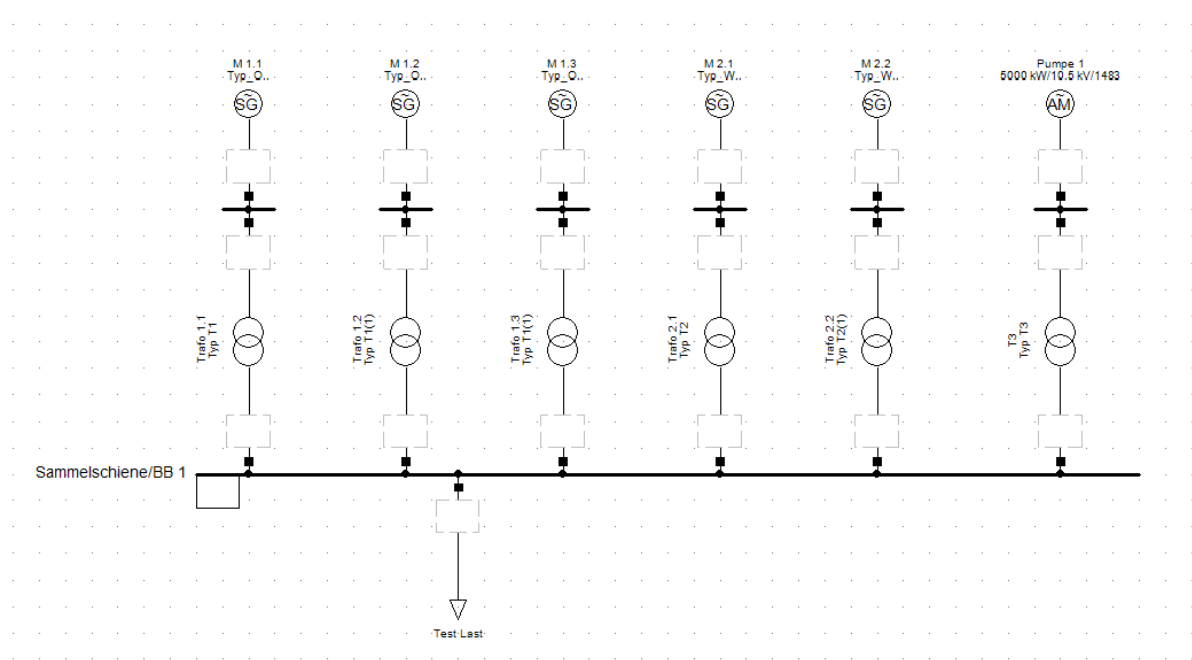 M 1.1
Typ_O..
M 1.2
Typ_O..
M 1.3
Typ_O..
M 2.1
Typ_W..
M 2.2
Typ_W..
Pumpe 1
5000 kW/10.5 kV/1483
SG
SG
SG
SG
SG
AM
Trafo 1.1
Typ T1
Trafo 1.2
Typ T1(1)
Trafo 1.3
Typ T1(1)
Trafo 2.1
Typ T2
Trafo 2.2
Typ T2(1)
T3
Typ T3
Sammelschiene/BB 1
Test Last